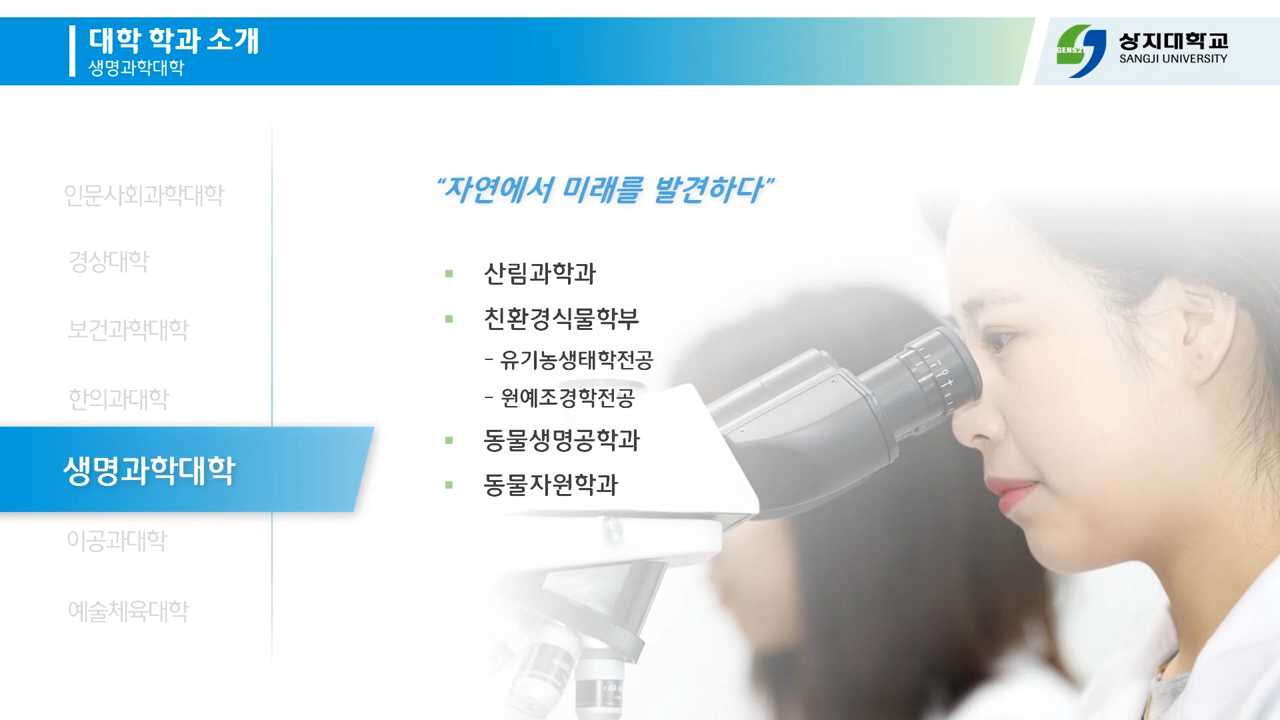 대학 학과 소개
생명과학대학
GENS21
상지대학교
SANGJI UNIVERSITY
인문사회과학대학
경상대학
보건과학대학
한의과대학
생명과학대학
이공과대학
예술체육대학
“자연에서 미래를 발견하다”
산림과학과
친환경식물학부
- 유기농생태학전공
- 원예조경학전공
동물생명공학과
동물자원학과